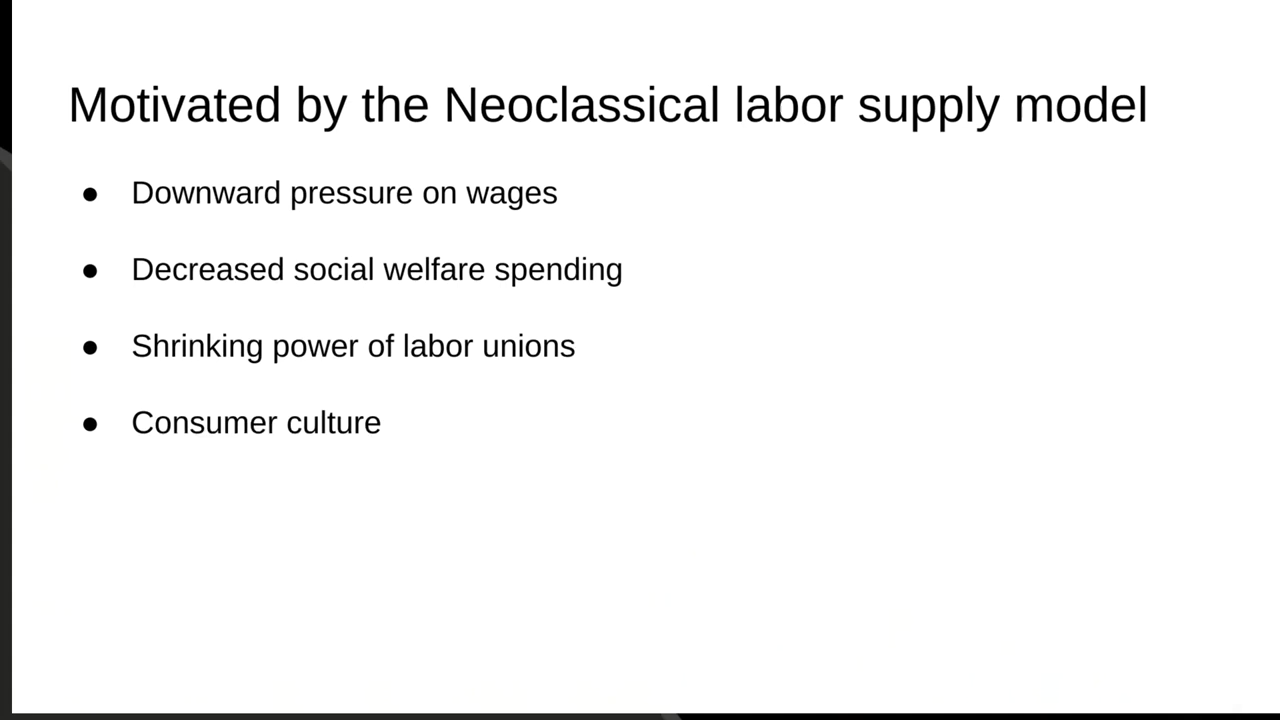 Motivated by the Neoclassical labor supply model
● Downward pressure on wages
● Decreased social welfare spending
● Shrinking power of labor unions
● Consumer culture